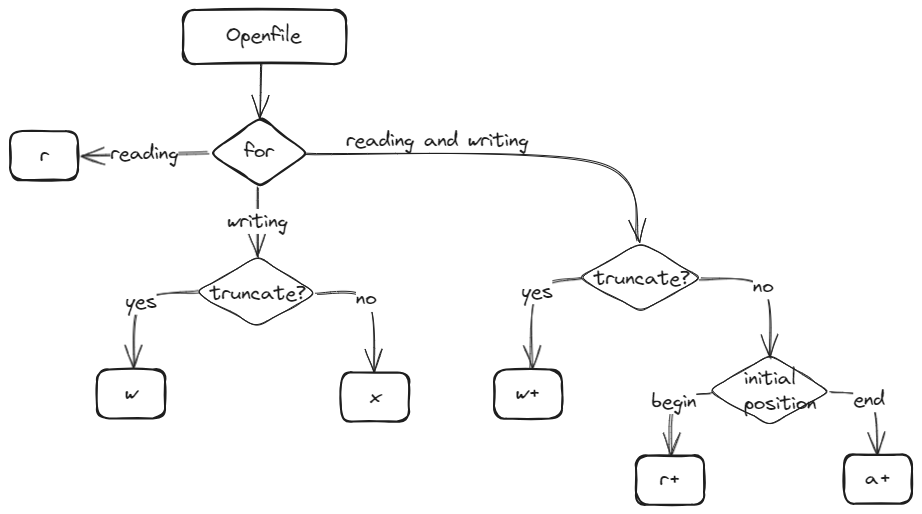 Openfile
for
reading and writing
r
reading
writing
truncate?
truncate?
yes
no
yes
no
w
x
w+
initial
position
begin
end
r+
a+